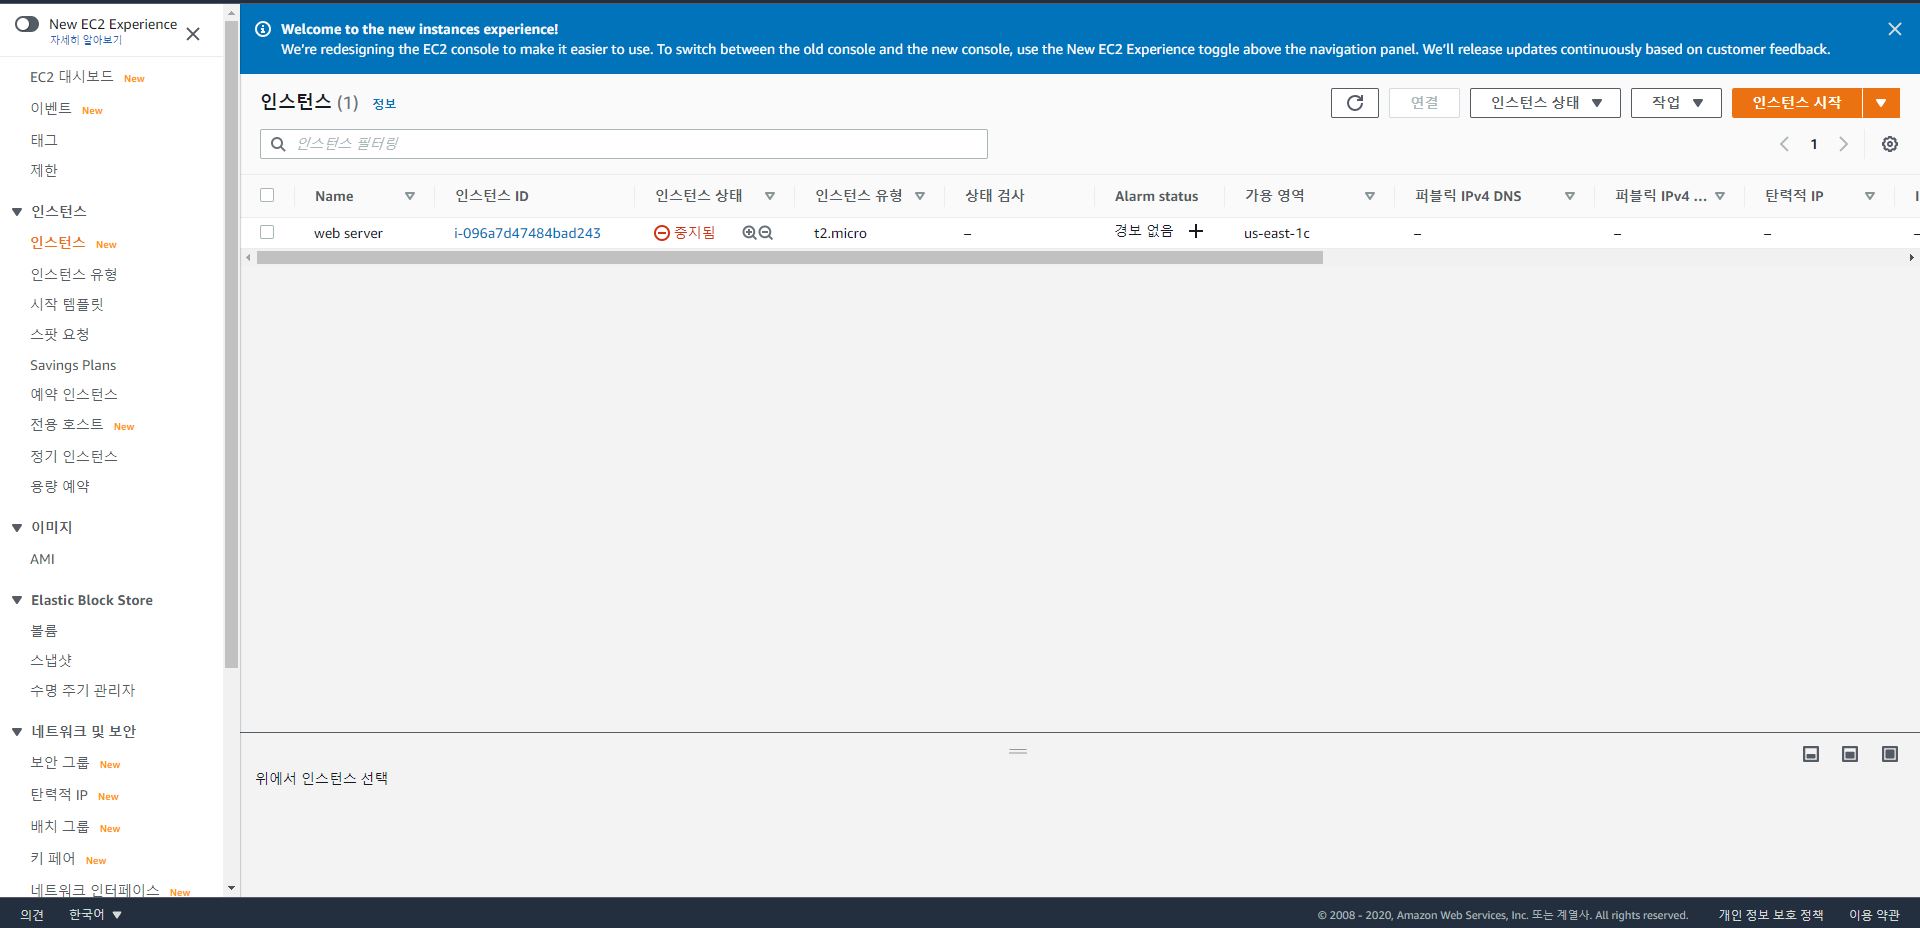 New EC2 Experience
자세히 알아보기
EC2 대시보드 New
이벤트 New
태그
제한
인스턴스
인스턴스 New
인스턴스 유형
시작 템플릿
스팟 요청
Savings Plans
예약 인스턴스
전용 호스트 New
정기 인스턴스
용량 예약
이미지
AMI
Elastic Block Store
볼륨
스냅샷
수명 주기 관리자
네트워크 및 보안
보안 그룹 New
탄력적 IP New
배치 그룹 New
키 페어 New
네트워크 인터페이스 New
Welcome to the new instances experience!
We're redesigning the EC2 console to make it easier to use. To switch between the old console and the new console, use the New EC2 Experience toggle above the navigation panel. We'll release updates continuously based on customer feedback.
인스턴스 (1) 정보
연결 인스턴스 상태 작업 인스턴스 시작
인스턴스 필터링
1
Name 인스턴스 ID 인스턴스 상태 인스턴스 유형 상태 검사 Alarm status 가용 영역 퍼블릭 IPv4 DNS 퍼블릭 IPv4 ... 탄력적 IP
web server i-096a7d47484bad243 중지됨 t2.micro – 경보 없음 + us-east-1c – – – –
위에서 인스턴스 선택
의견 한국어 © 2008 - 2020, Amazon Web Services, Inc. 또는 계열사. All rights reserved. 개인 정보 보호 정책 이용 약관